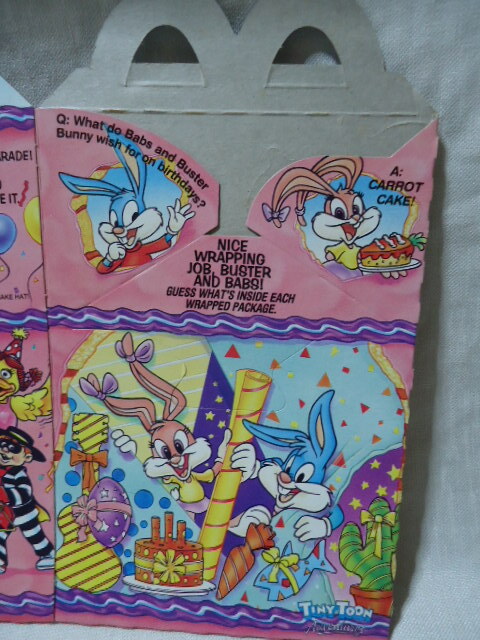 Q: What do Babs and Buster
Bunny wish for on birthdays?
A:
CARROT
CAKE!
NICE
WRAPPING
JOB, BUSTER
AND BABS!
GUESS WHAT'S INSIDE EACH
WRAPPED PACKAGE.
TINY TOON
Adventures